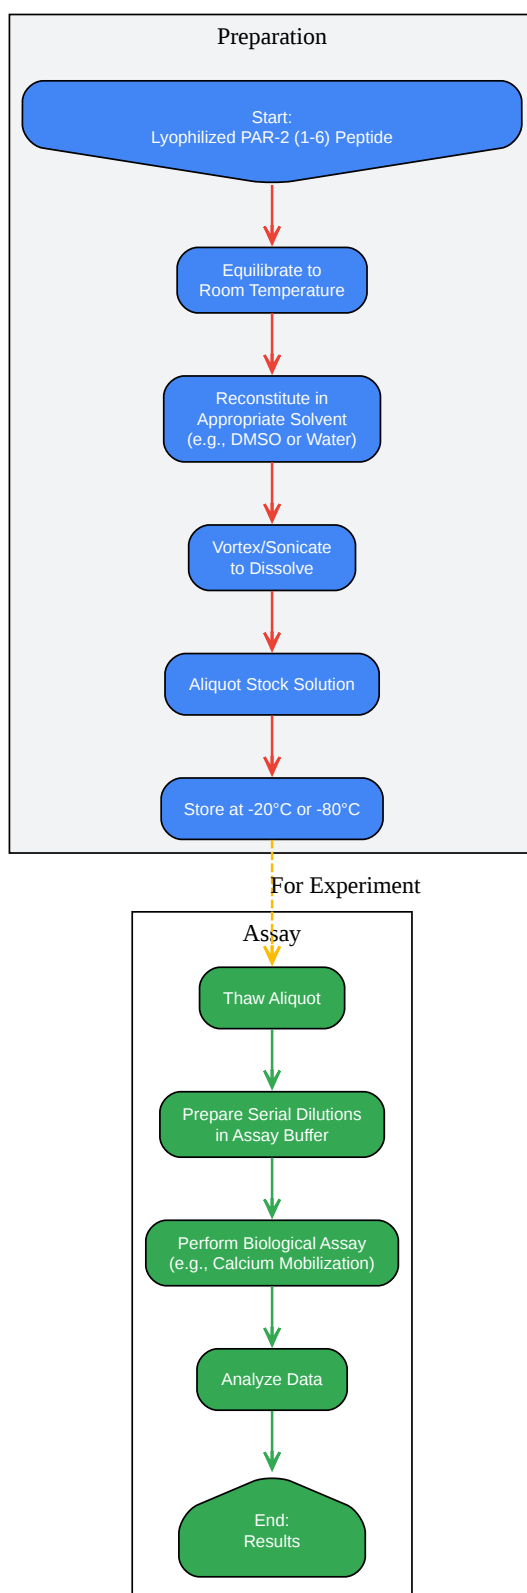 Preparation
Start:
Lyophilized PAR-2 (1-6) Peptide
Equilibrate to
Room Temperature
Reconstitute in
Appropriate Solvent
(e.g., DMSO or Water)
Vortex/Sonicate
to Dissolve
Aliquot Stock Solution
Store at -20°C or -80°C
For Experiment
Assay
Thaw Aliquot
Prepare Serial Dilutions
in Assay Buffer
Perform Biological Assay
(e.g., Calcium Mobilization)
Analyze Data
End:
Results